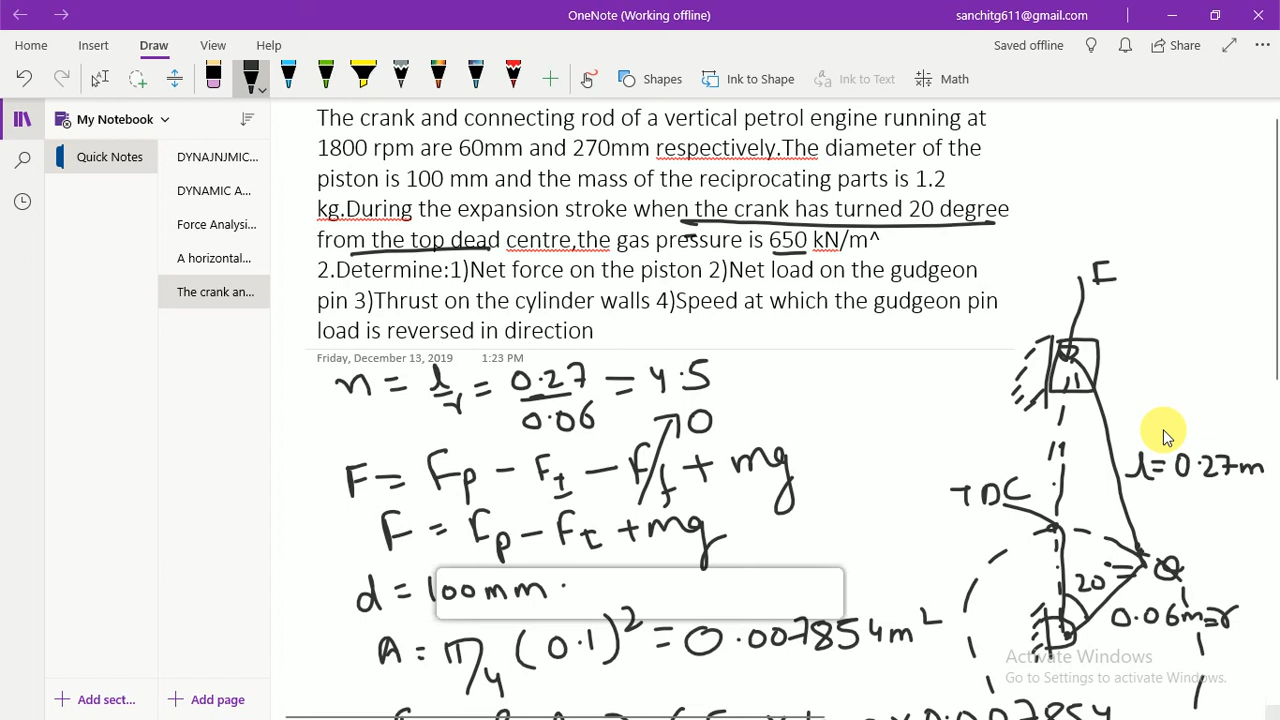 OneNote (Working offline)
sanchitg611@gmail.com
Home Insert Draw View Help
Saved offline Share
Shapes Ink to Shape Ink to Text Math
My Notebook
Quick Notes
DYNAJNJMIC...
DYNAMIC A...
Force Analysi...
A horizontal...
The crank an...
Add sect...
Add page
The crank and connecting rod of a vertical petrol engine running at
1800 rpm are 60mm and 270mm respectively.The diameter of the
piston is 100 mm and the mass of the reciprocating parts is 1.2
kg.During the expansion stroke when the crank has turned 20 degree
from the top dead centre,the gas pressure is 650 kN/m^
2.Determine:1)Net force on the piston 2)Net load on the gudgeon
pin 3)Thrust on the cylinder walls 4)Speed at which the gudgeon pin
load is reversed in direction
Friday, December 13, 2019 1:23 PM
n = l/r = 0.27/0.06 = 4.5
F = Fp - Ft - Ff + mg
0
F = Fp - Ft + mg
d = 100mm.
A = π/4 (0.1)2 = 0.007854m2
F
l = 0.27m
TDC
20
0.06m=r
Activate Windows
Go to Settings to activate Windows.